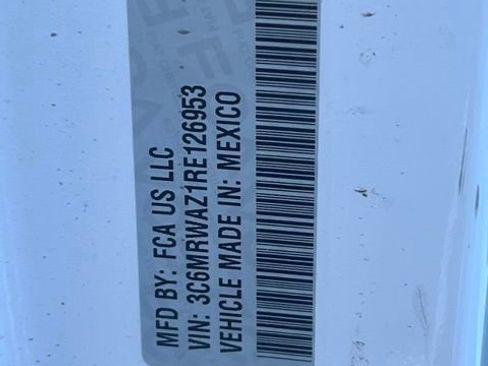 MFD BY: FCA US LLC
VIN: 3C6MRWAZ1RE126953
VEHICLE MADE IN: MEXICO